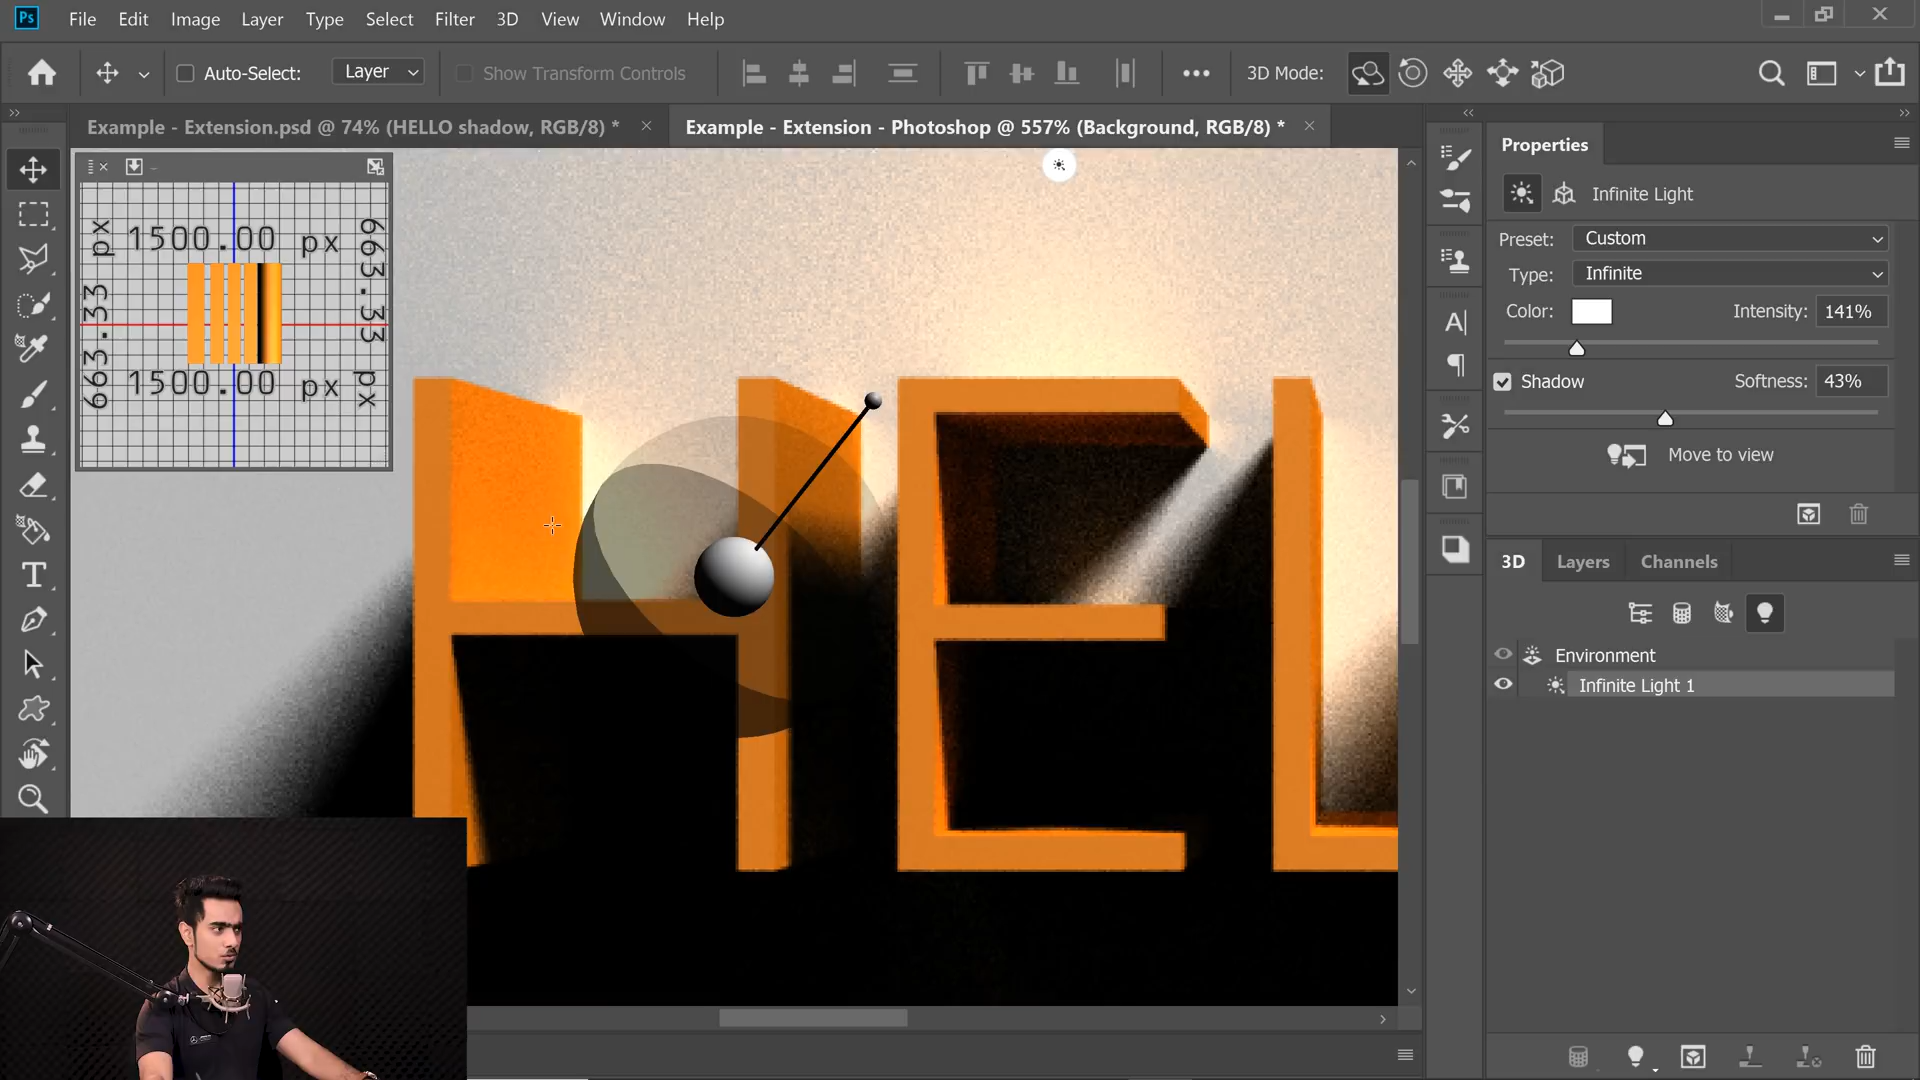 Ps File Edit Image Layer Type Select Filter 3D View Window Help
Auto-Select: Layer Show Transform Controls 3D Mode:
Example - Extension.psd @ 74% (HELLO shadow, RGB/8) * Example - Extension - Photoshop @ 557% (Background, RGB/8) *
1500.00 px
663.33 px
663.33 px
1500.00 px
HEL
Properties
Infinite Light
Preset: Custom
Type: Infinite
Color: Intensity: 141%
Shadow Softness: 43%
Move to view
3D Layers Channels
Environment
Infinite Light 1